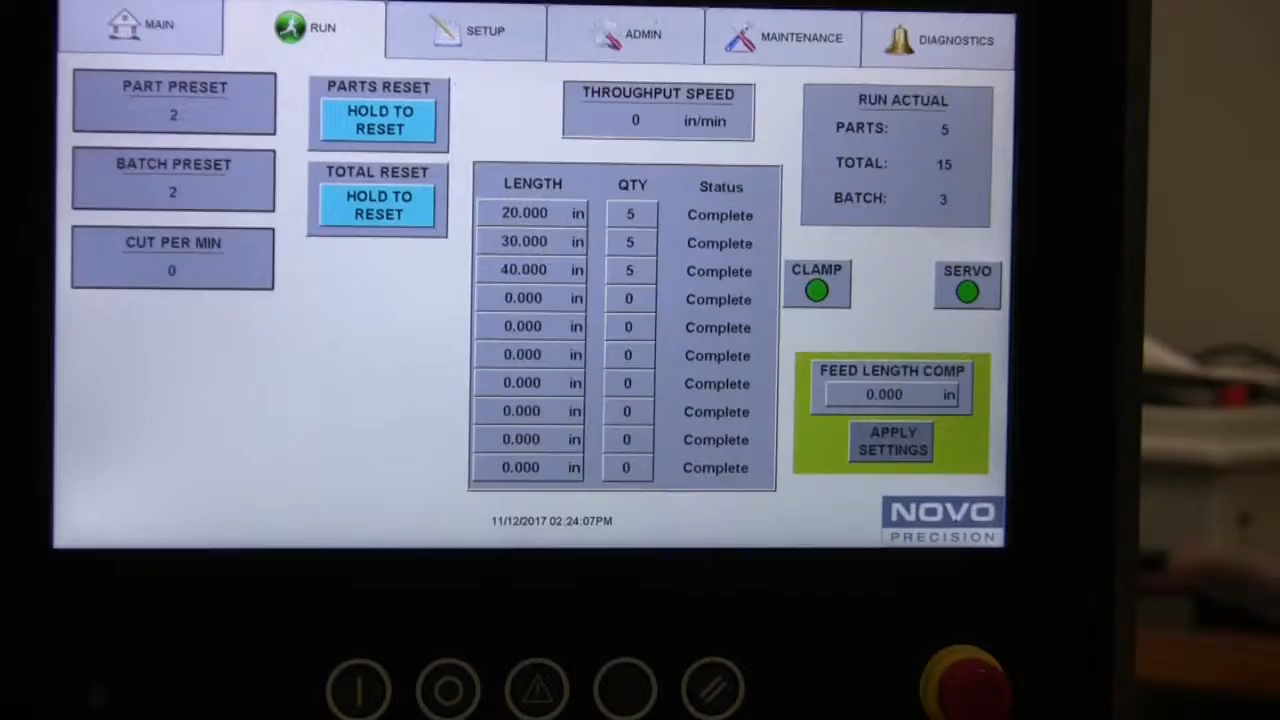 MAIN
RUN
SETUP
ADMIN
MAINTENANCE
DIAGNOSTICS
PART PRESET
2
BATCH PRESET
2
CUT PER MIN
0
PARTS RESET
HOLD TO
RESET
TOTAL RESET
HOLD TO
RESET
THROUGHPUT SPEED
0 in/min
LENGTH QTY Status
20.000 in 5 Complete
30.000 in 5 Complete
40.000 in 5 Complete
0.000 in 0 Complete
0.000 in 0 Complete
0.000 in 0 Complete
0.000 in 0 Complete
0.000 in 0 Complete
0.000 in 0 Complete
0.000 in 0 Complete
RUN ACTUAL
PARTS: 5
TOTAL: 15
BATCH: 3
CLAMP
SERVO
FEED LENGTH COMP
0.000 in
APPLY
SETTINGS
11/12/2017 02:24:07PM
NOVO
PRECISION